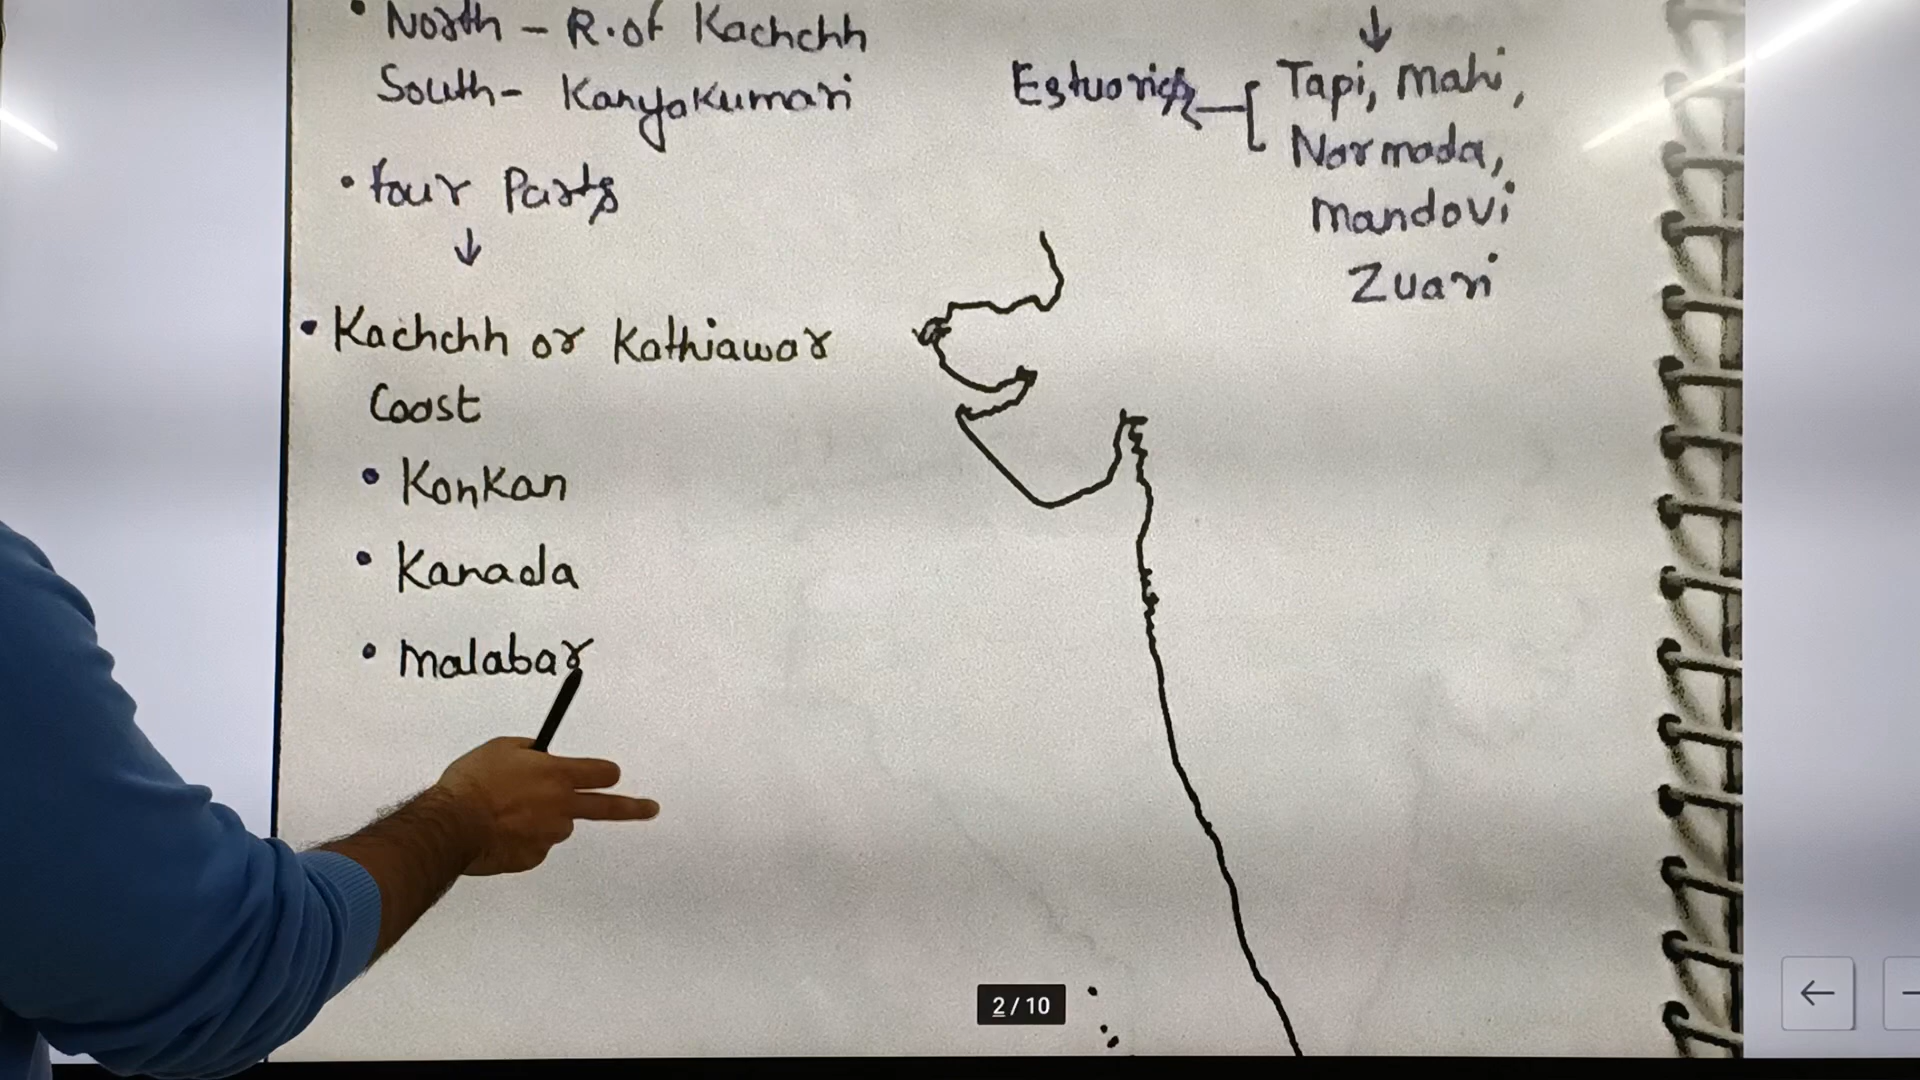 • North - R. of Kachchh
South - Kanyakumari
• four Parts
↓
• Kachchh or Kathiawar
Coast
• Konkan
• Kanada
• Malabar
↓
Estuories - [ Tapi, Mahi,
Narmada,
Mandovi
Zuari
2 / 10